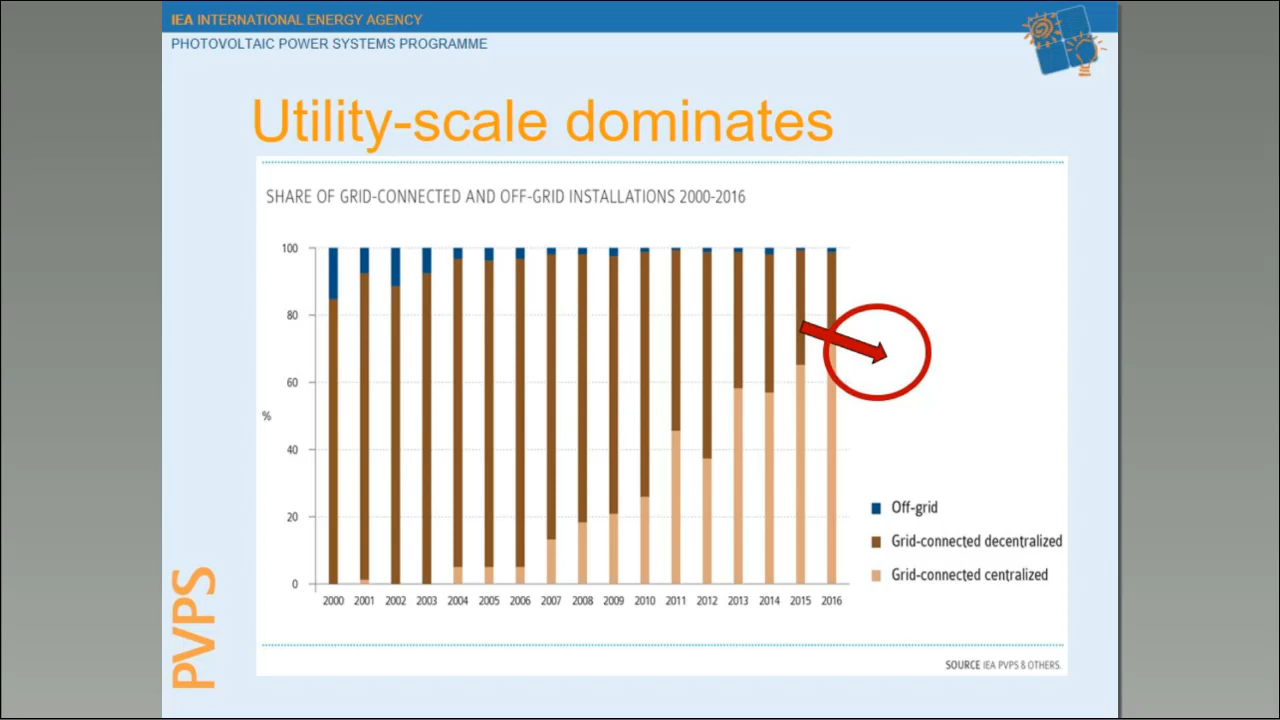 IEA INTERNATIONAL ENERGY AGENCY
PHOTOVOLTAIC POWER SYSTEMS PROGRAMME
Utility-scale dominates
SHARE OF GRID-CONNECTED AND OFF-GRID INSTALLATIONS 2000-2016
100
80
60
%
40
20
0
2000 2001 2002 2003 2004 2005 2006 2007 2008 2009 2010 2011 2012 2013 2014 2015 2016
Off-grid
Grid-connected decentralized
Grid-connected centralized
SOURCE IEA PVPS & OTHERS.
PVPS